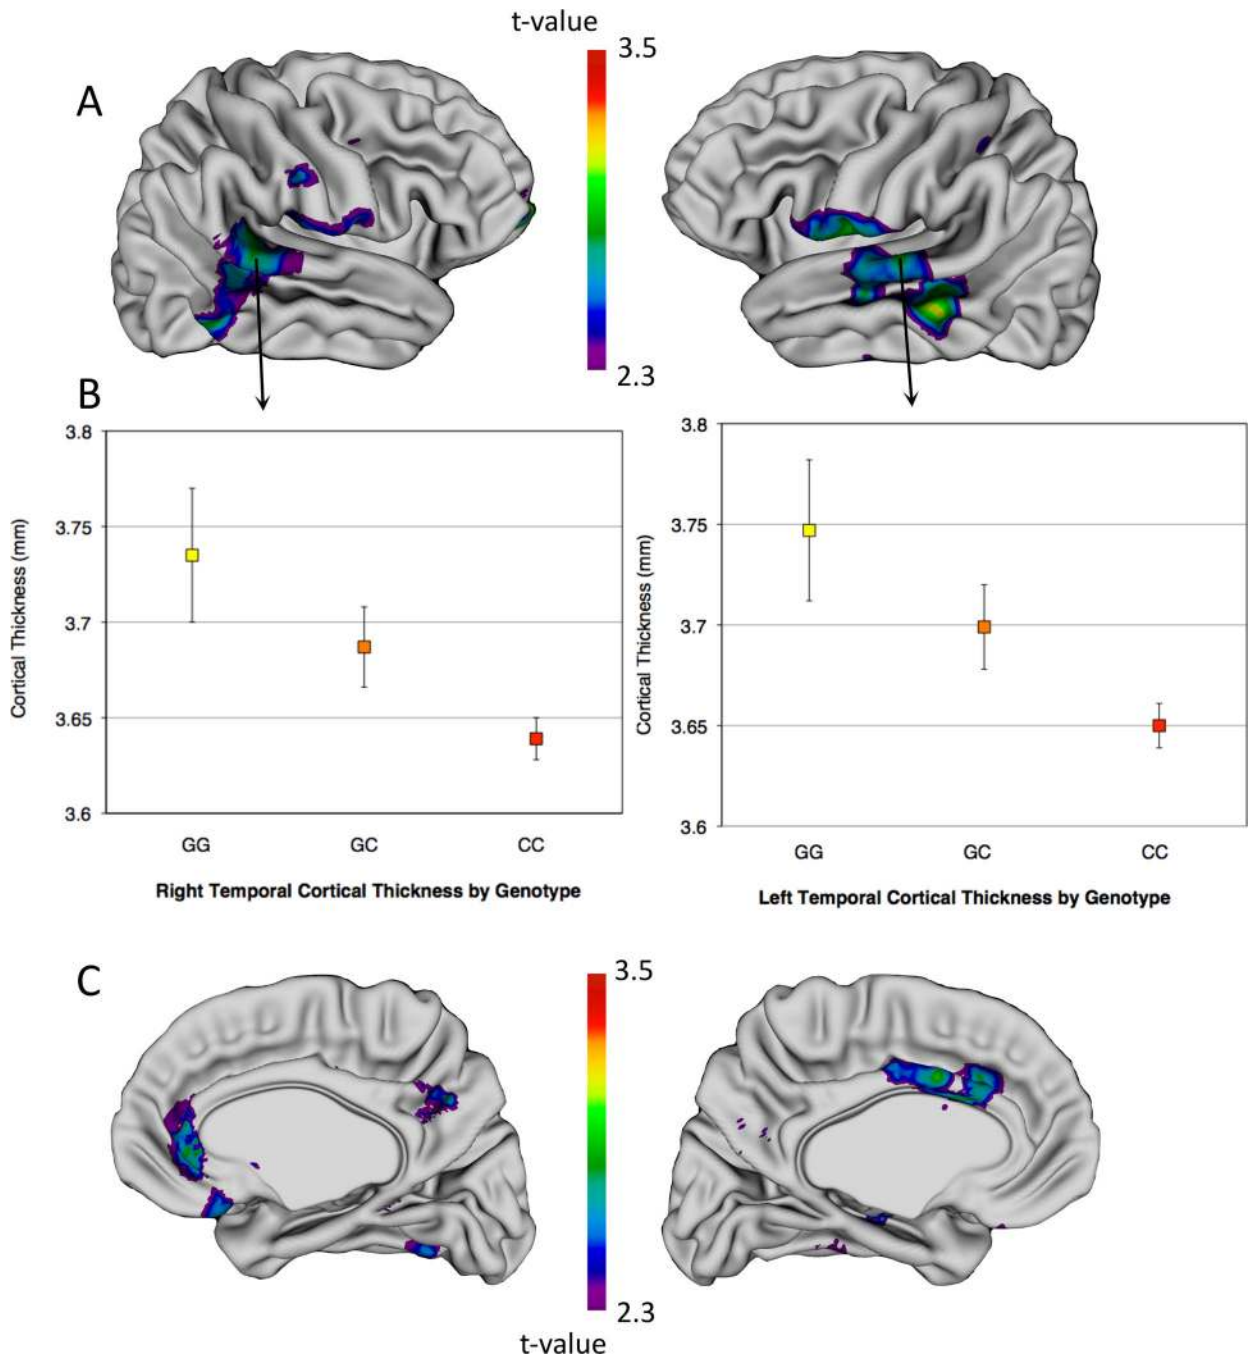 t-value
3.5
A
2.3
B
3.8
3.75
3.7
3.65
3.6
Cortical Thickness (mm)
GG GC CC
Right Temporal Cortical Thickness by Genotype
3.8
3.75
3.7
3.65
3.6
Cortical Thickness (mm)
GG GC CC
Left Temporal Cortical Thickness by Genotype
C
3.5
2.3
t-value